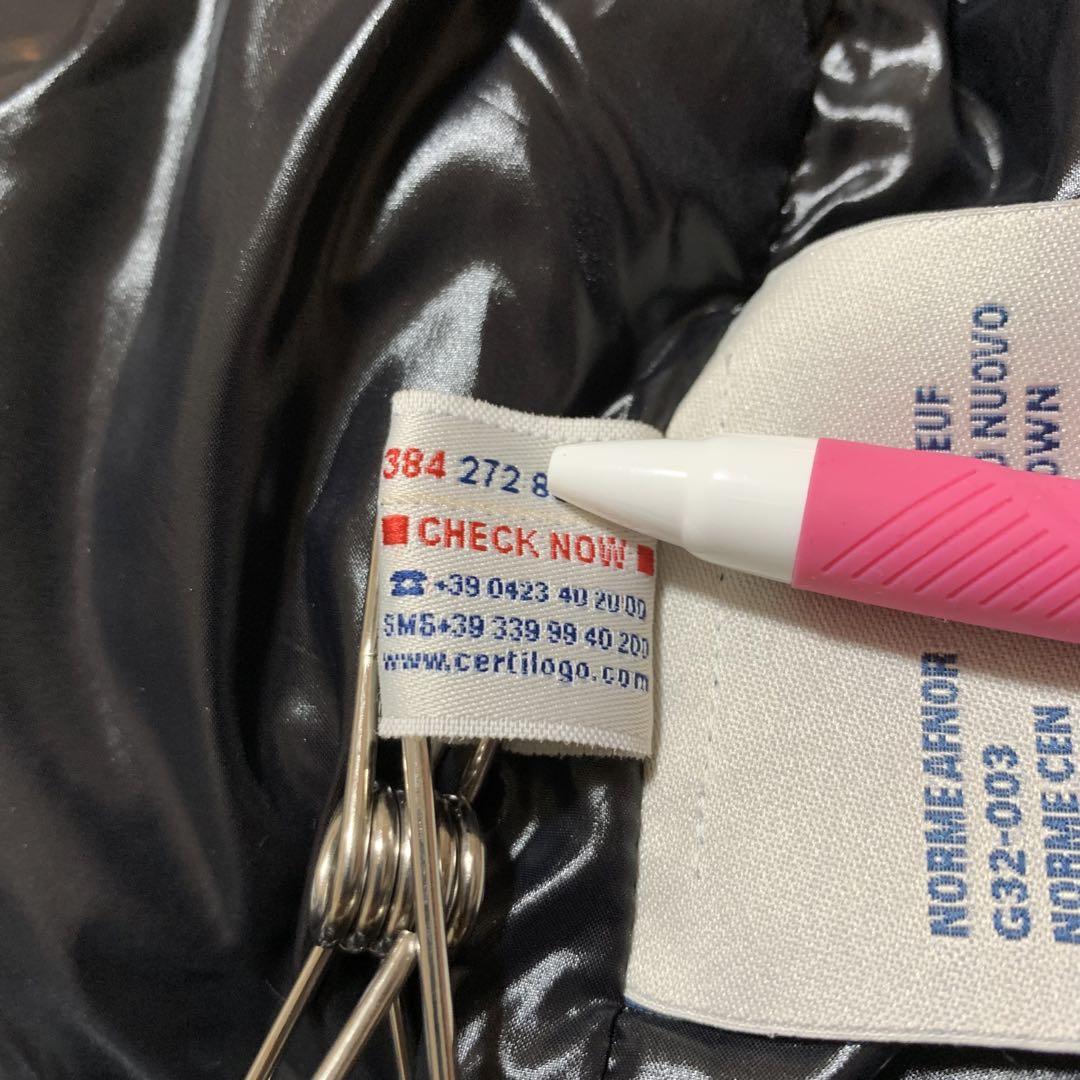 384 272 8
CHECK NOW
☎ +39 0423 40 20 00
SMS+39 339 99 40 200
www.certilogo.com
NUOVO
NORME AFNOR
G32-003
NORME CEN